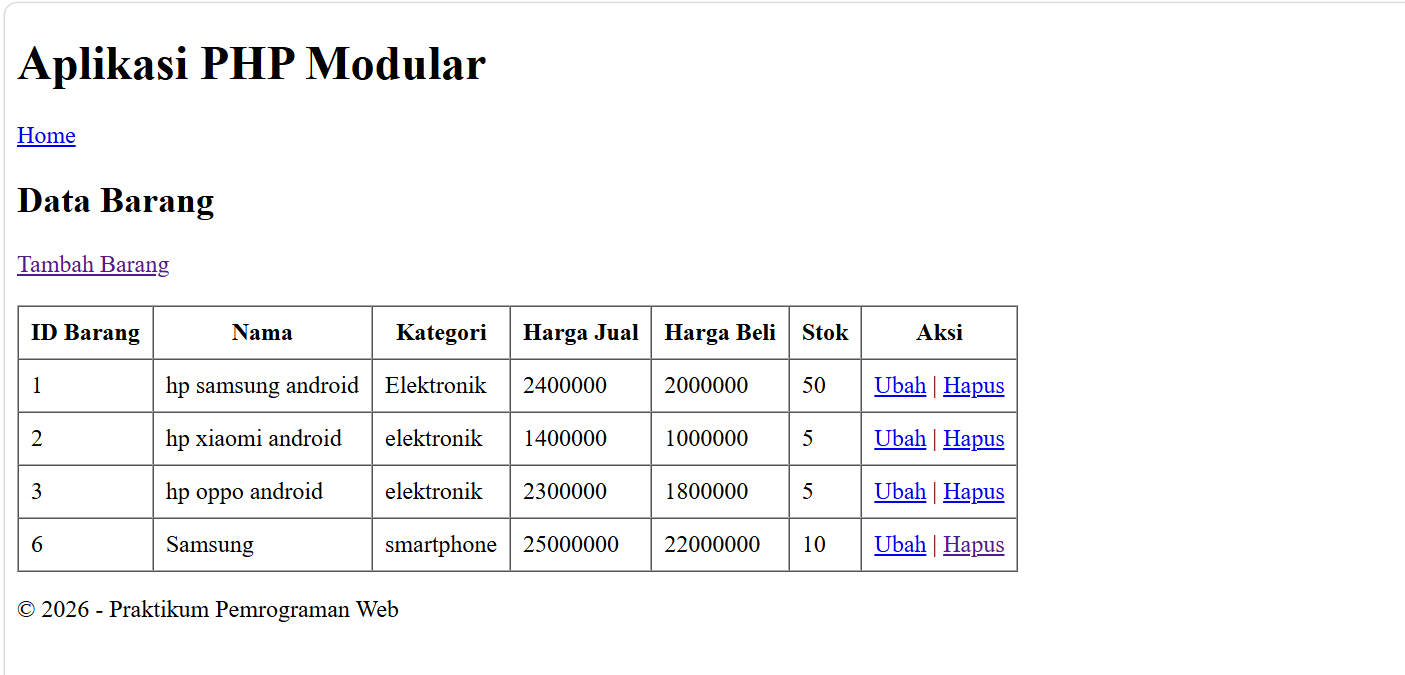 Aplikasi PHP Modular
Home
Data Barang
Tambah Barang
ID Barang Nama Kategori Harga Jual Harga Beli Stok Aksi
1 hp samsung android Elektronik 2400000 2000000 50 Ubah | Hapus
2 hp xiaomi android elektronik 1400000 1000000 5 Ubah | Hapus
3 hp oppo android elektronik 2300000 1800000 5 Ubah | Hapus
6 Samsung smartphone 25000000 22000000 10 Ubah | Hapus
© 2026 - Praktikum Pemrograman Web